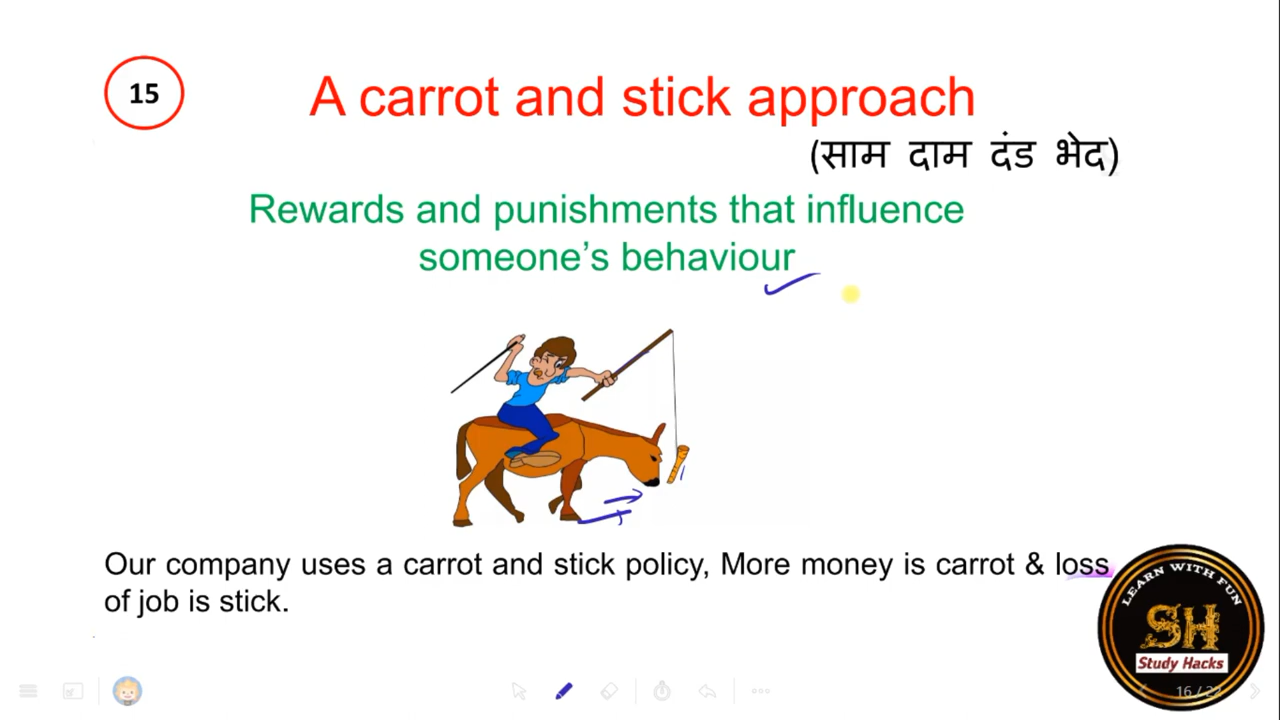 15
A carrot and stick approach
(साम दाम दंड भेद)
Rewards and punishments that influence
someone's behaviour
Our company uses a carrot and stick policy, More money is carrot & loss
of job is stick.
LEARN WITH FUN
SH
Study Hacks